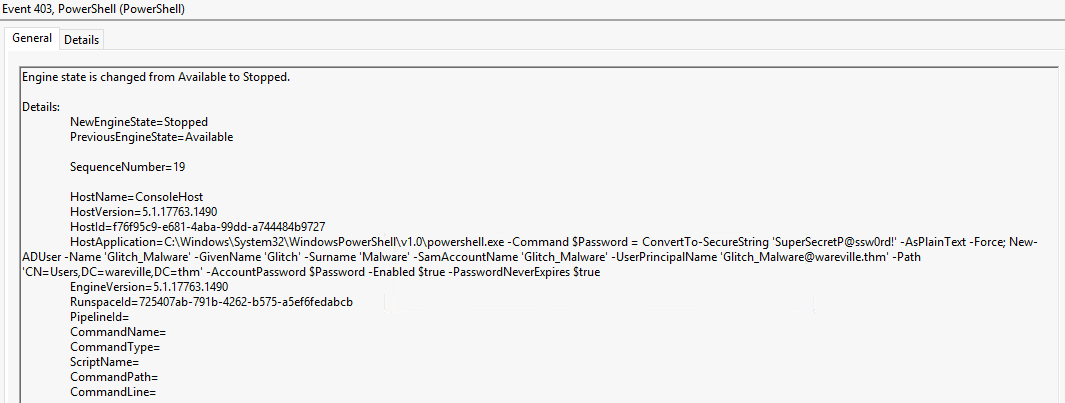 Event 403, PowerShell (PowerShell)
General Details
Engine state is changed from Available to Stopped.
Details:
NewEngineState=Stopped
PreviousEngineState=Available
SequenceNumber=19
HostName=ConsoleHost
HostVersion=5.1.17763.1490
HostId=f76f95c9-e681-4aba-99dd-a744484b9727
HostApplication=C:\Windows\System32\WindowsPowerShell\v1.0\powershell.exe -Command $Password = ConvertTo-SecureString 'SuperSecretP@ssw0rd!' -AsPlainText -Force; New-
ADUser -Name 'Glitch_Malware' -GivenName 'Glitch' -Surname 'Malware' -SamAccountName 'Glitch_Malware' -UserPrincipalName 'Glitch_Malware@wareville.thm' -Path
'CN=Users,DC=wareville,DC=thm' -AccountPassword $Password -Enabled $true -PasswordNeverExpires $true
EngineVersion=5.1.17763.1490
RunspaceId=725407ab-791b-4262-b575-a5ef6fedabcb
PipelineId=
CommandName=
CommandType=
ScriptName=
CommandPath=
CommandLine=